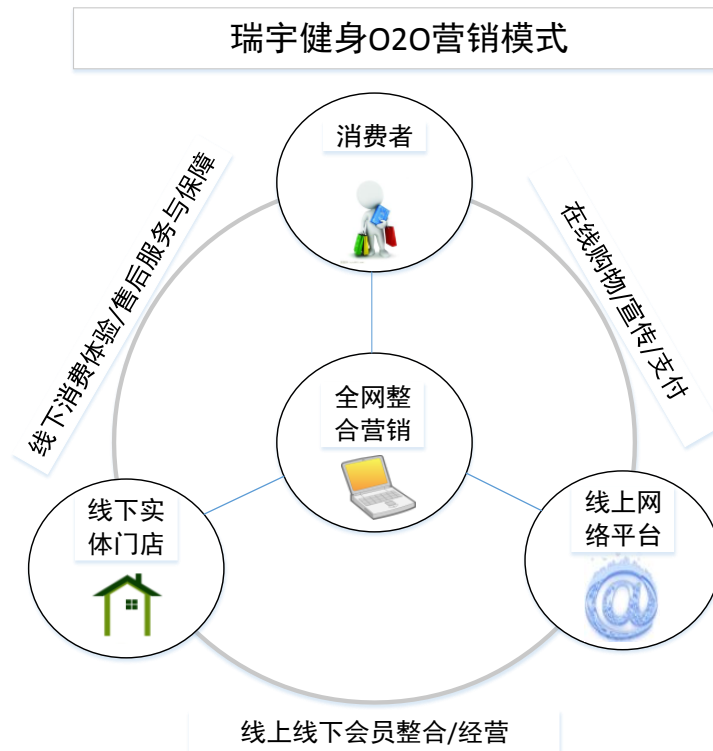 瑞宇健身O2O营销模式
消费者
线下消费体验/售后服务与保障
在线购物/宣传/支付
全网整
合营销
线下实
体门店
线上网
络平台
@
线上线下会员整合/经营